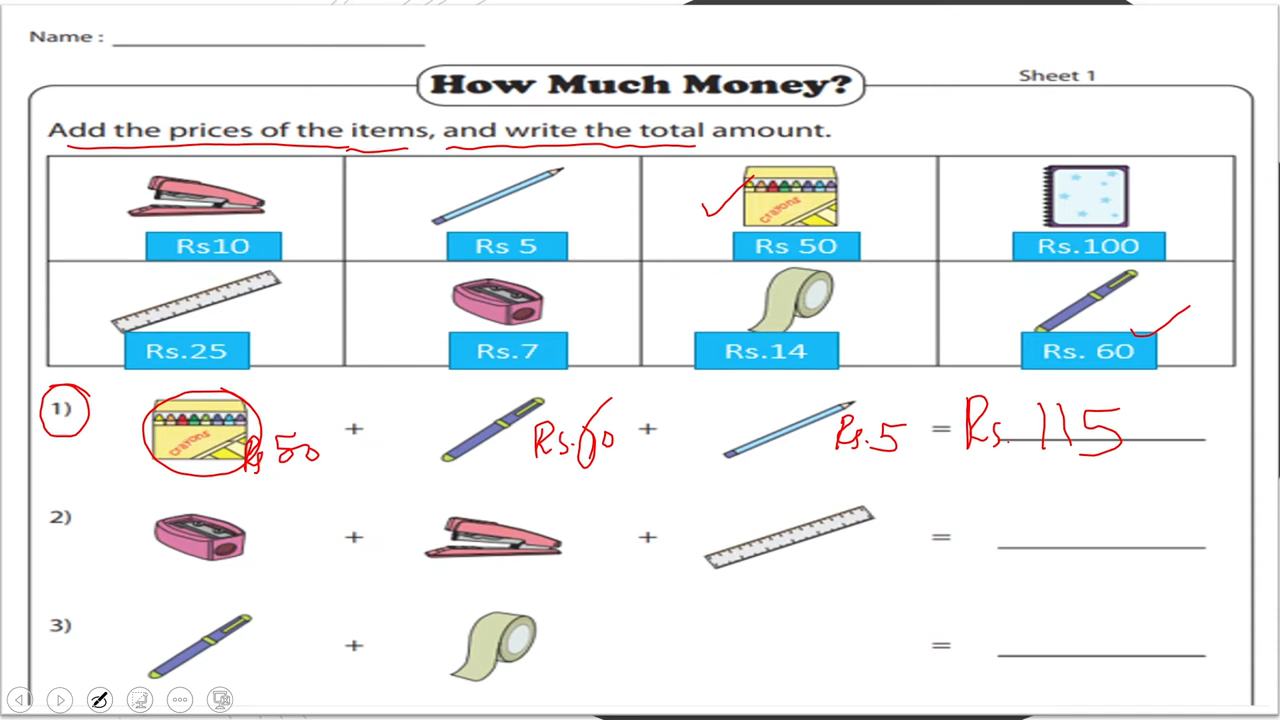 Name :
Sheet 1
How Much Money?
Add the prices of the items, and write the total amount.
Rs10 Rs 5 Crayons Rs 50 Rs.100
Rs.25 Rs.7 Rs.14 Rs. 60
1) Crayons Rs 50 + Rs.60 + Rs.5 = Rs. 115
2) + + =
3) + =